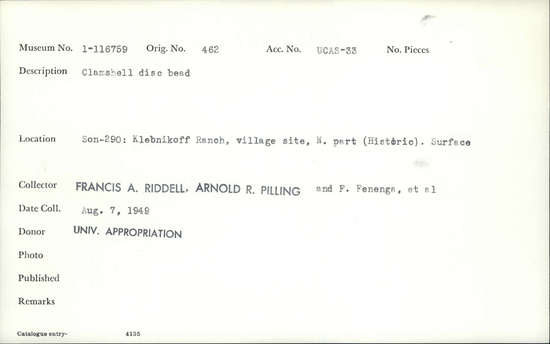 Museum No. 1-116759 Orig. No. 462 Acc. No. UCAS-33 No. Pieces
Description Clamshell disc bead
Location Son-290: Klebnikoff Ranch, village site, N. part (Historic). Surface
Collector FRANCIS A. RIDDELL, ARNOLD R. PILLING and F. Fenenga, et al
Date Coll. Aug. 7, 1949
Donor UNIV. APPROPRIATION
Photo
Published
Remarks
Catalogue entry- 4135